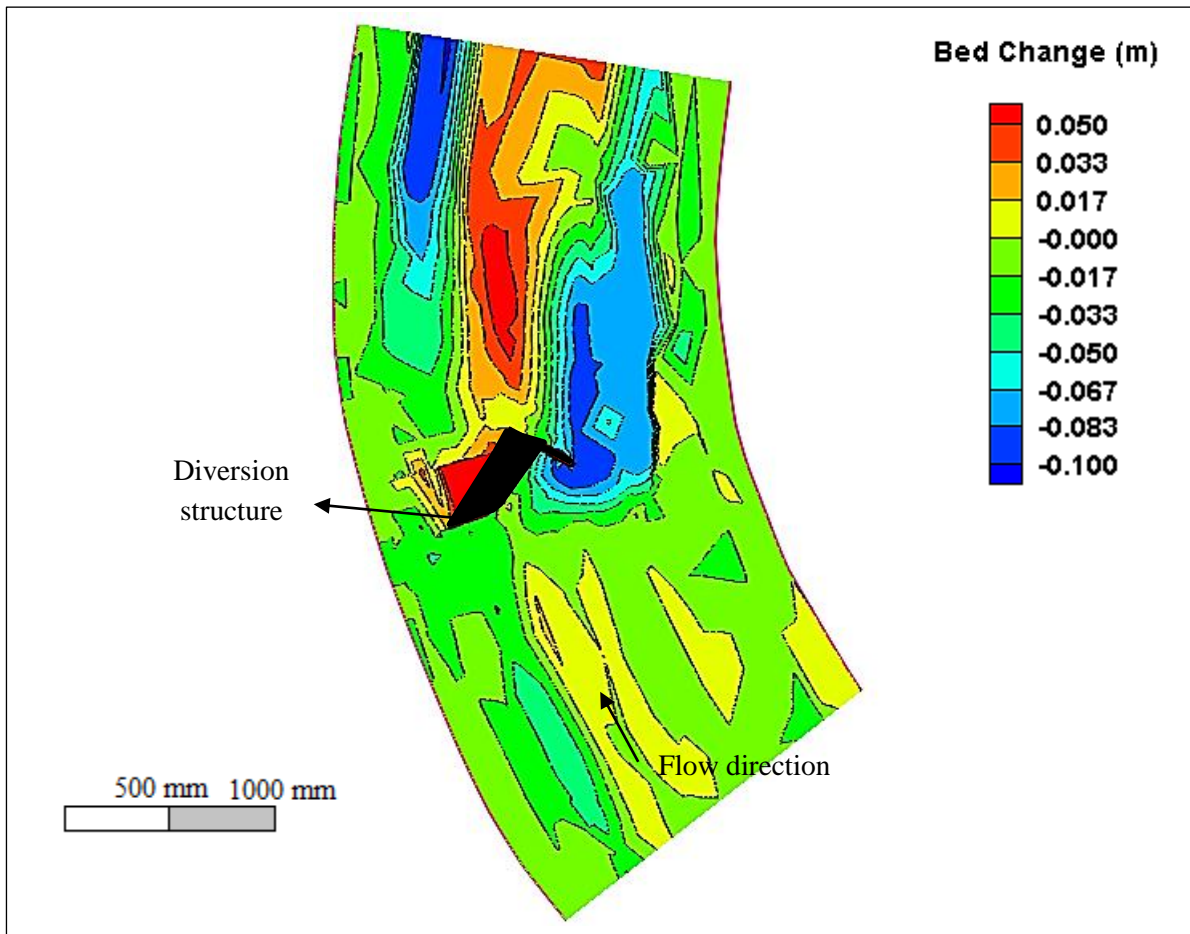 Bed Change (m)
0.050
0.033
0.017
-0.000
-0.017
-0.033
-0.050
-0.067
-0.083
-0.100
Diversion
structure
Flow direction
500 mm 1000 mm